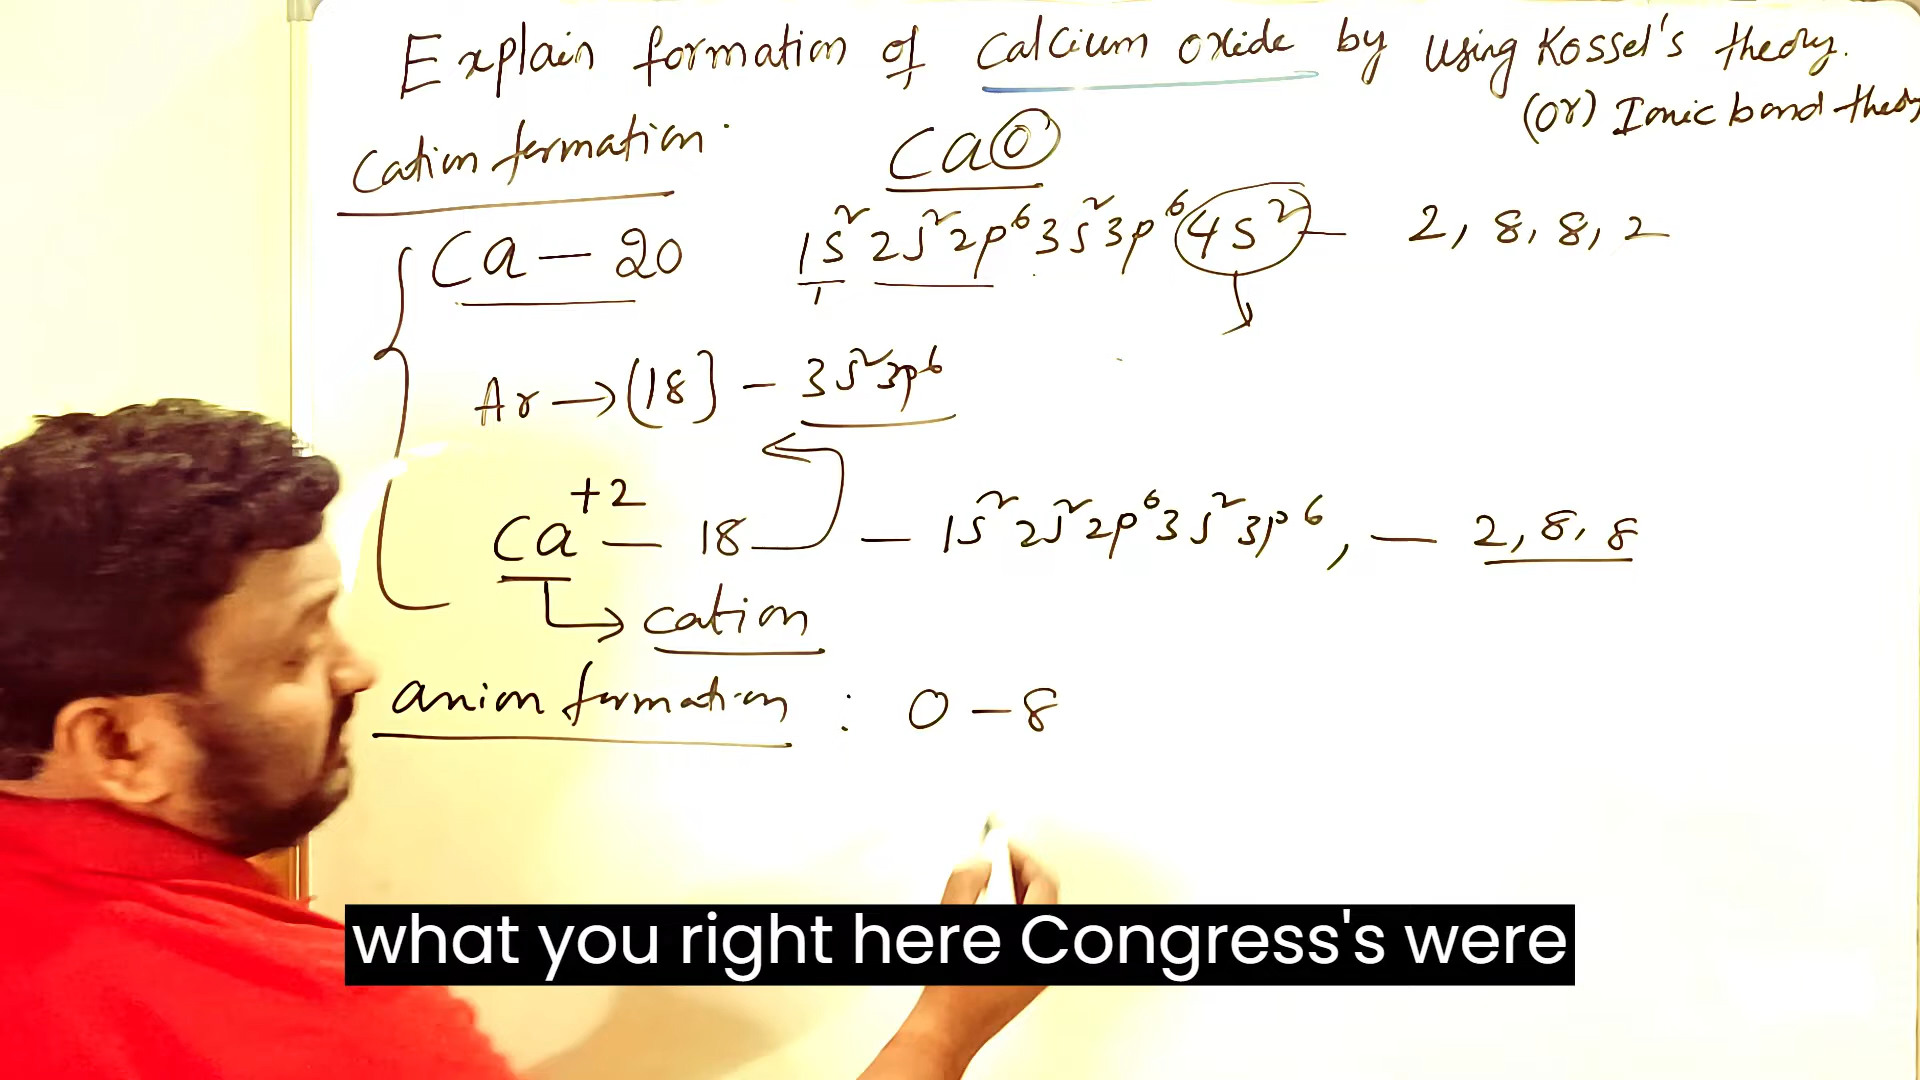 Explain formation of Calcium oxide by using Kossel's theory.
(or) Ionic bond theory
Cation formation.
CaO
Ca — 20 1s² 2s² 2p⁶ 3s² 3p⁶ 4s² — 2, 8, 8, 2
Ar → (18] — 3s² 3p⁶
Ca⁺² — 18 — 1s² 2s² 2p⁶ 3s² 3p⁶, — 2, 8, 8
cation
anion formation : O — 8
what you right here Congress's were